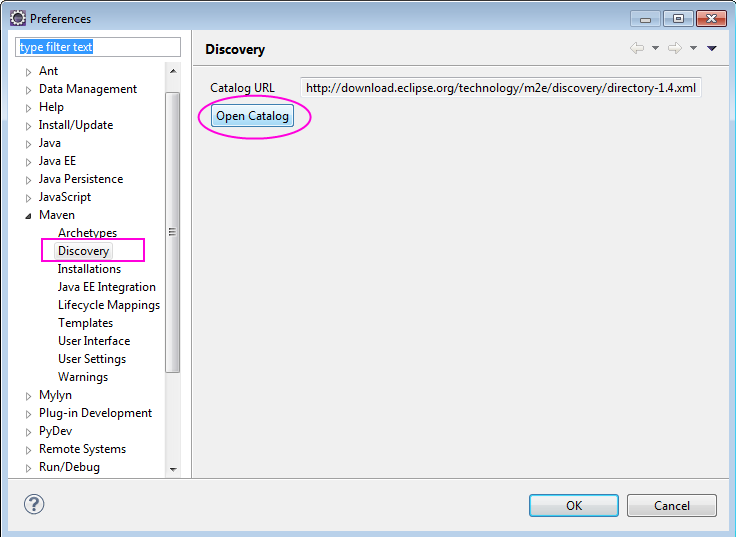 Preferences
type filter text
Ant
Data Management
Help
Install/Update
Java
Java EE
Java Persistence
JavaScript
Maven
Archetypes
Discovery
Installations
Java EE Integration
Lifecycle Mappings
Templates
User Interface
User Settings
Warnings
Mylyn
Plug-in Development
PyDev
Remote Systems
Run/Debug
Discovery
Catalog URL http://download.eclipse.org/technology/m2e/discovery/directory-1.4.xml
Open Catalog
?
OK Cancel